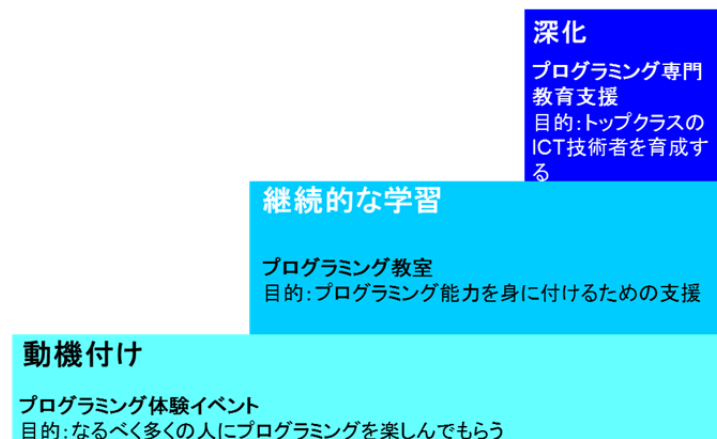 深化
プログラミング専門
教育支援
目的:トップクラスの
ICT技術者を育成す
る
継続的な学習
プログラミング教室
目的:プログラミング能力を身に付けるための支援
動機付け
プログラミング体験イベント
目的:なるべく多くの人にプログラミングを楽しんでもらう